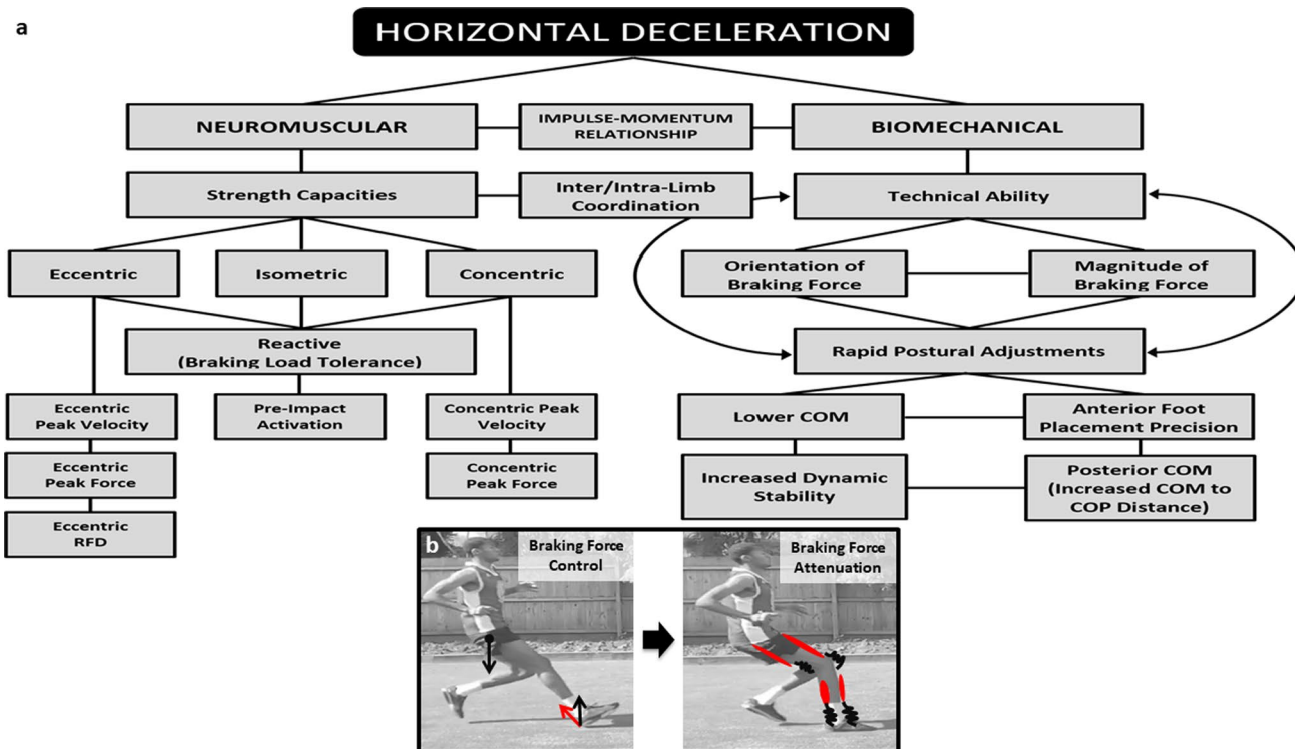 a
HORIZONTAL DECELERATION
NEUROMUSCULAR
IMPULSE-MOMENTUM
RELATIONSHIP
BIOMECHANICAL
Strength Capacities
Inter/Intra-Limb
Coordination
Technical Ability
Eccentric
Isometric
Concentric
Orientation of
Braking Force
Magnitude of
Braking Force
Reactive
(Braking Load Tolerance)
Rapid Postural Adjustments
Eccentric
Peak Velocity
Pre-Impact
Activation
Concentric Peak
Velocity
Lower COM
Anterior Foot
Placement Precision
Eccentric
Peak Force
Concentric
Peak Force
Increased Dynamic
Stability
Posterior COM
(Increased COM to
COP Distance)
Eccentric
RFD
b
Braking Force
Control
Braking Force
Attenuation